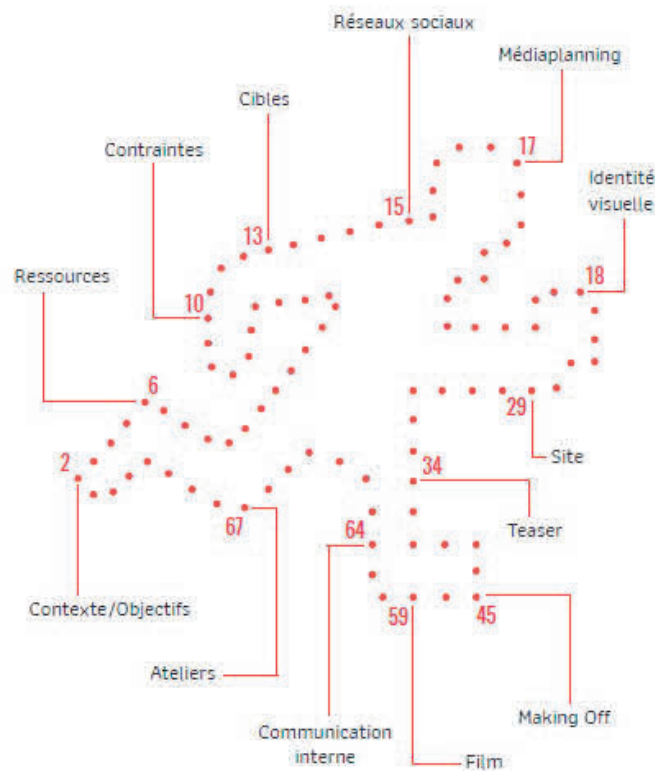 Réseaux sociaux
Médiaplanning
Cibles
17
Contraintes
Identité
visuelle
15
13
Ressources
18
10
6
29
2
Site
34
67
64
Teaser
Contexte/Objectifs
59
45
Ateliers
Communication
interne
Making Off
Film